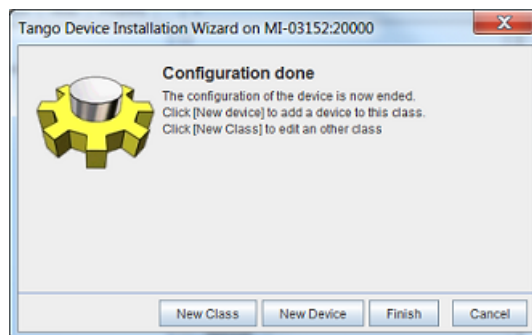 Tango Device Installation Wizard on MI-03152:20000
Configuration done
The configuration of the device is now ended.
Click [New device] to add a device to this class.
Click [New Class] to edit an other class
New Class
New Device
Finish
Cancel